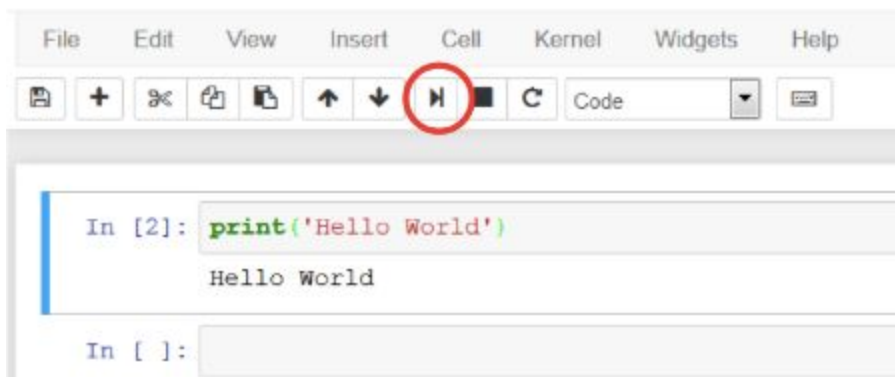 File Edit View Insert Cell Kernel Widgets Help
Code
In [2]: print('Hello World')
Hello World
In [ ]: